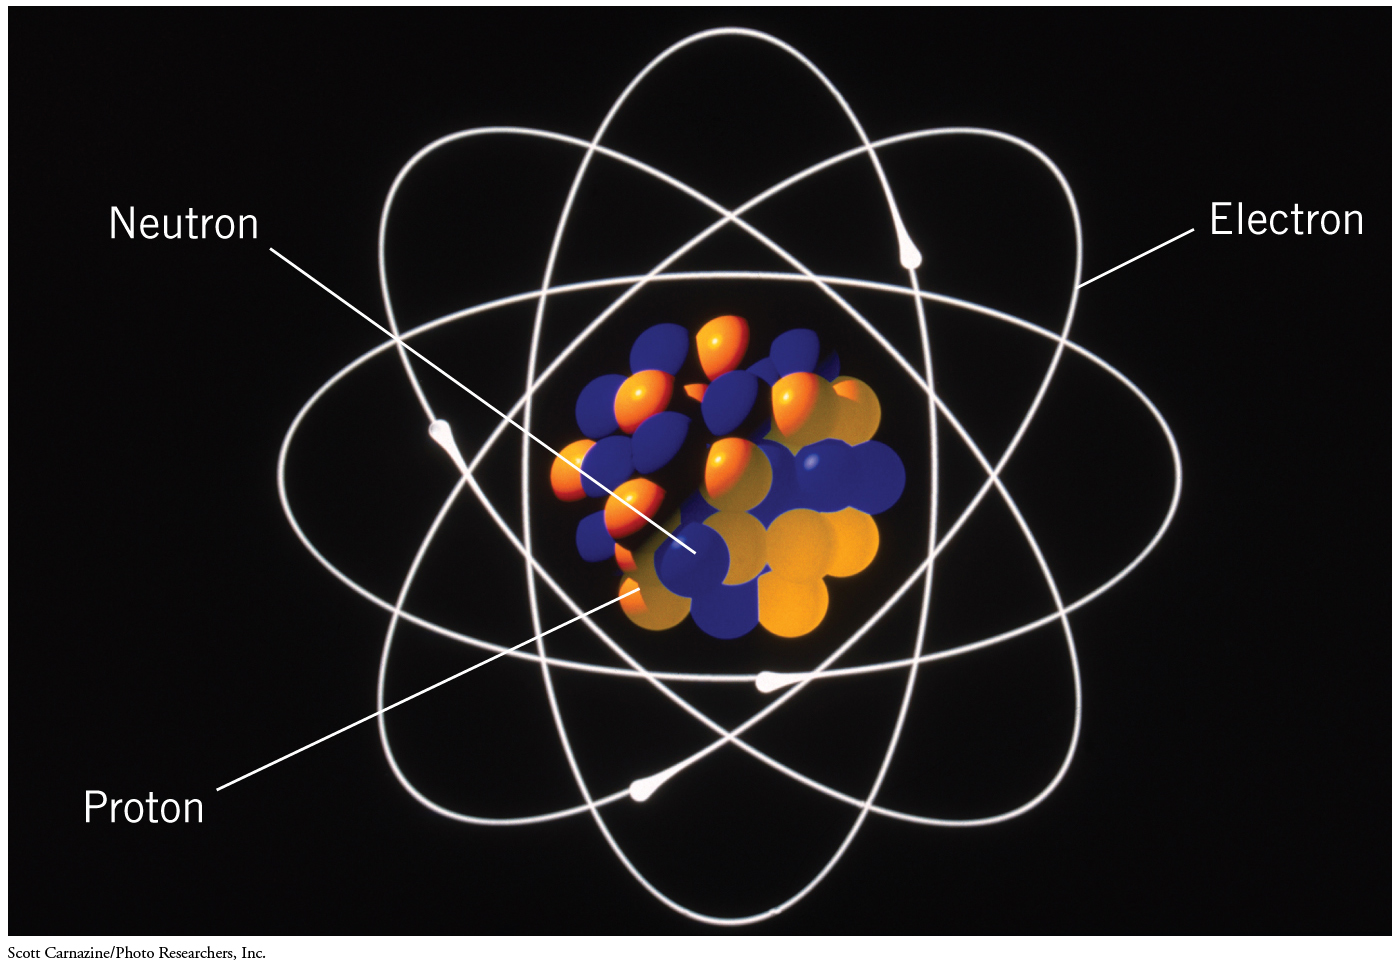 Neutron
Electron
Proton
Scott Carnazine/Photo Researchers, Inc.